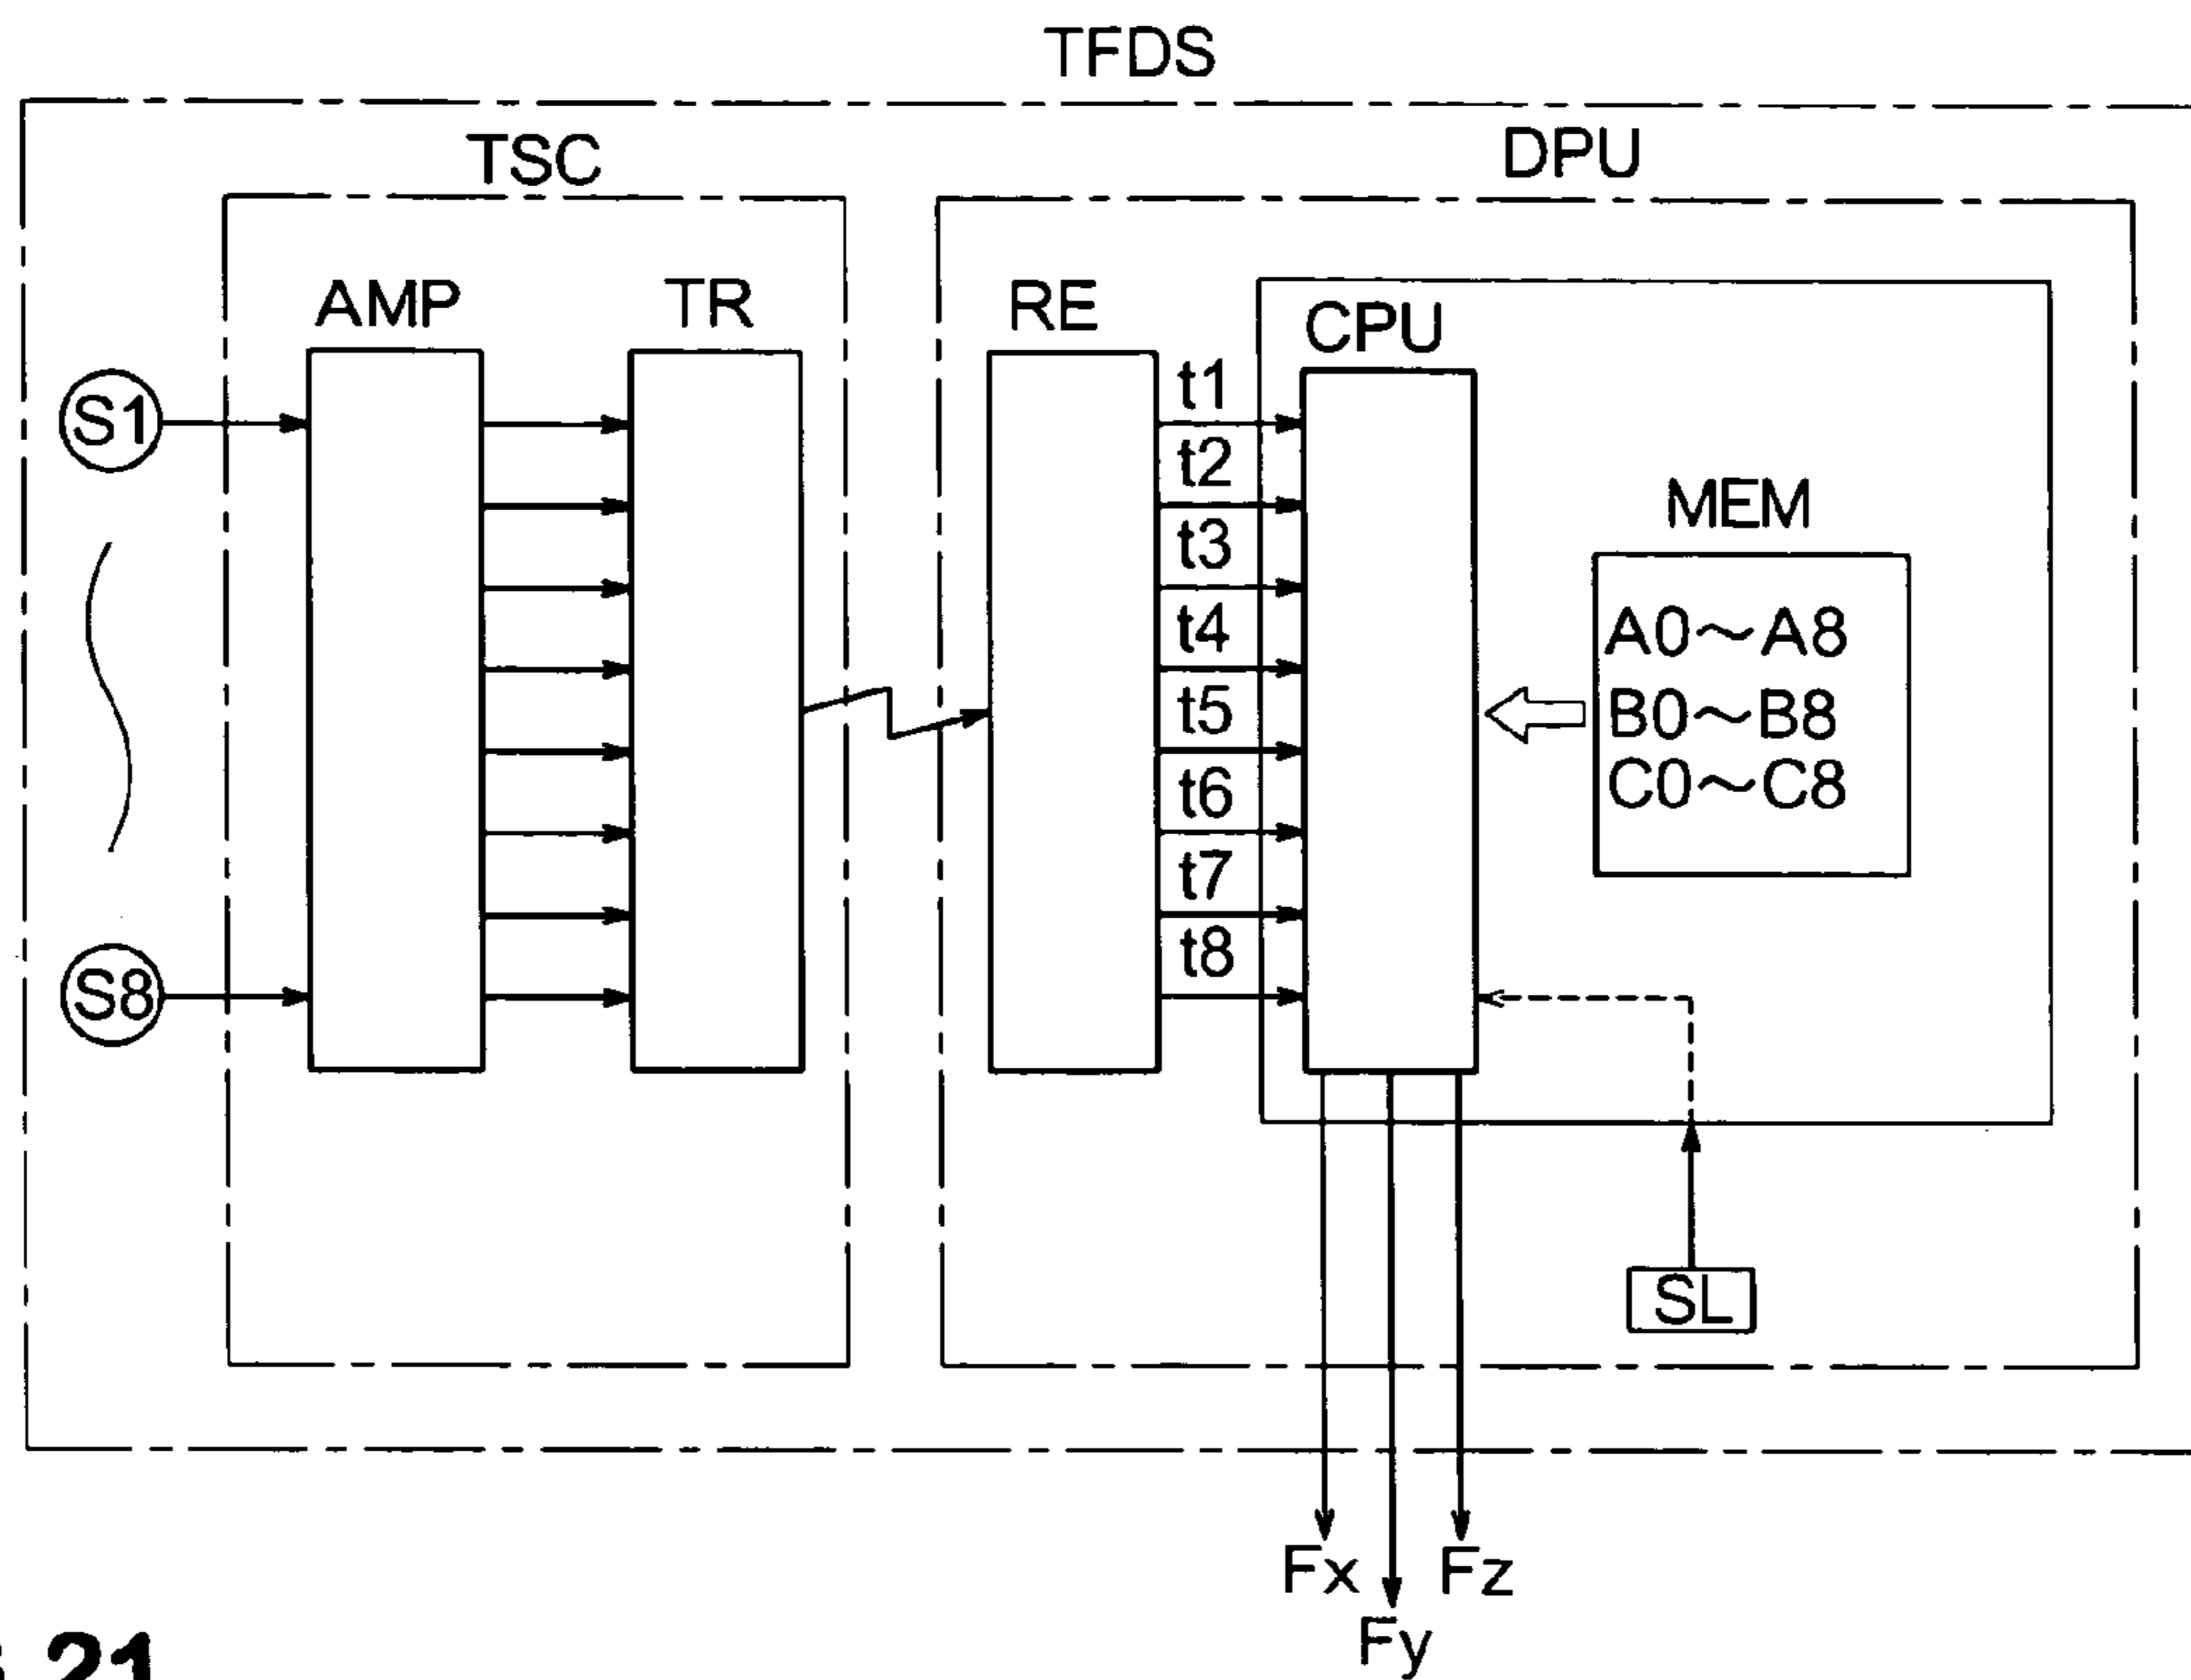 TFDS
TSC
DPU
AMP
TR
RE
CPU
S1
t1
t2
t3
t4
t5
t6
t7
t8
MEM
A0~A8
B0~B8
C0~C8
S8
SL
Fx
Fz
Fy
21